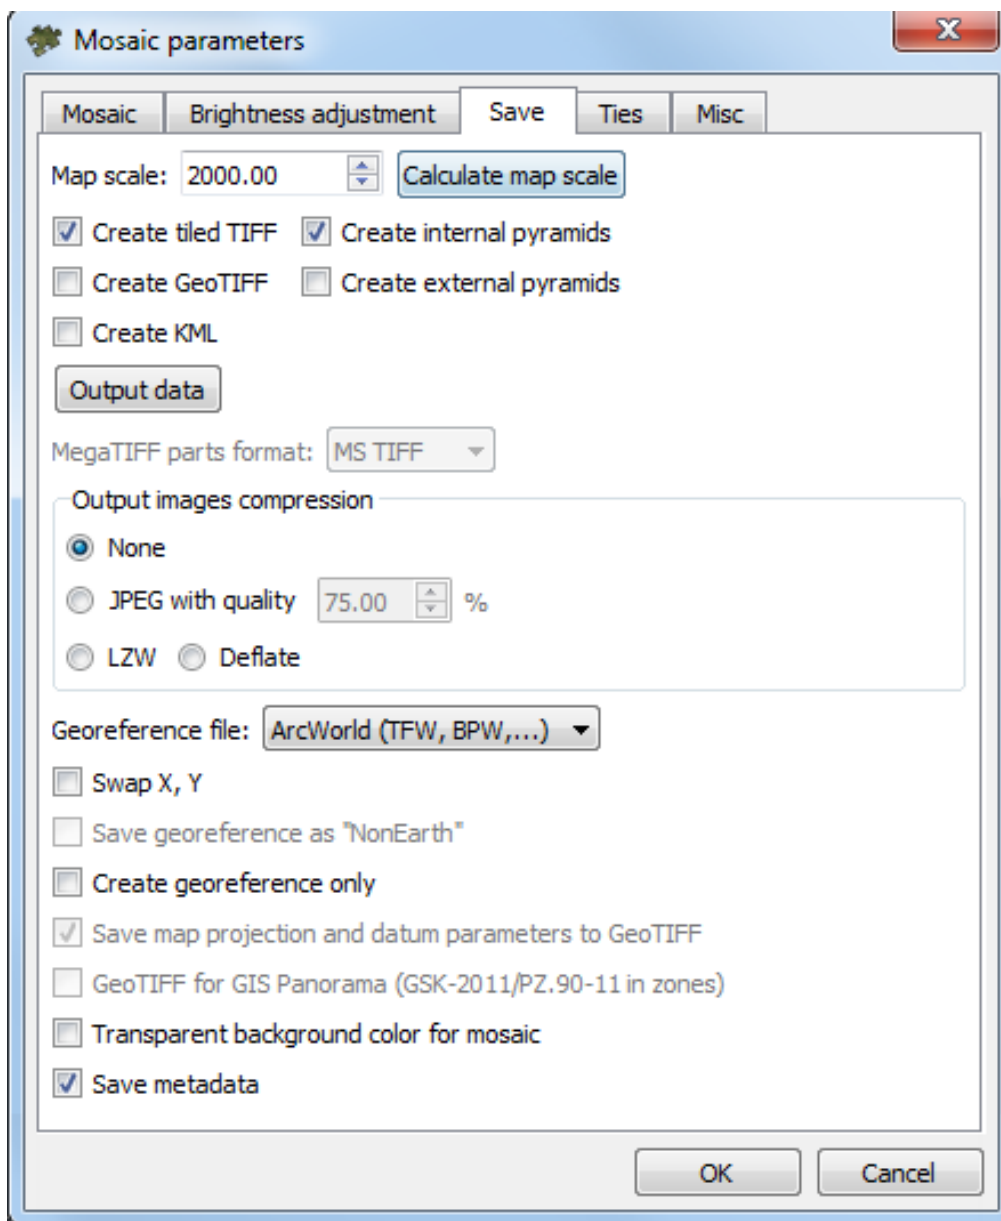 Mosaic parameters
Mosaic Brightness adjustment Save Ties Misc
Map scale: 2000.00 Calculate map scale
Create tiled TIFF Create internal pyramids
Create GeoTIFF Create external pyramids
Create KML
Output data
MegaTIFF parts format: MS TIFF
Output images compression
None
JPEG with quality 75.00 %
LZW Deflate
Georeference file: ArcWorld (TFW, BPW,...)
Swap X, Y
Save georeference as "NonEarth"
Create georeference only
Save map projection and datum parameters to GeoTIFF
GeoTIFF for GIS Panorama (GSK-2011/PZ.90-11 in zones)
Transparent background color for mosaic
Save metadata
OK Cancel